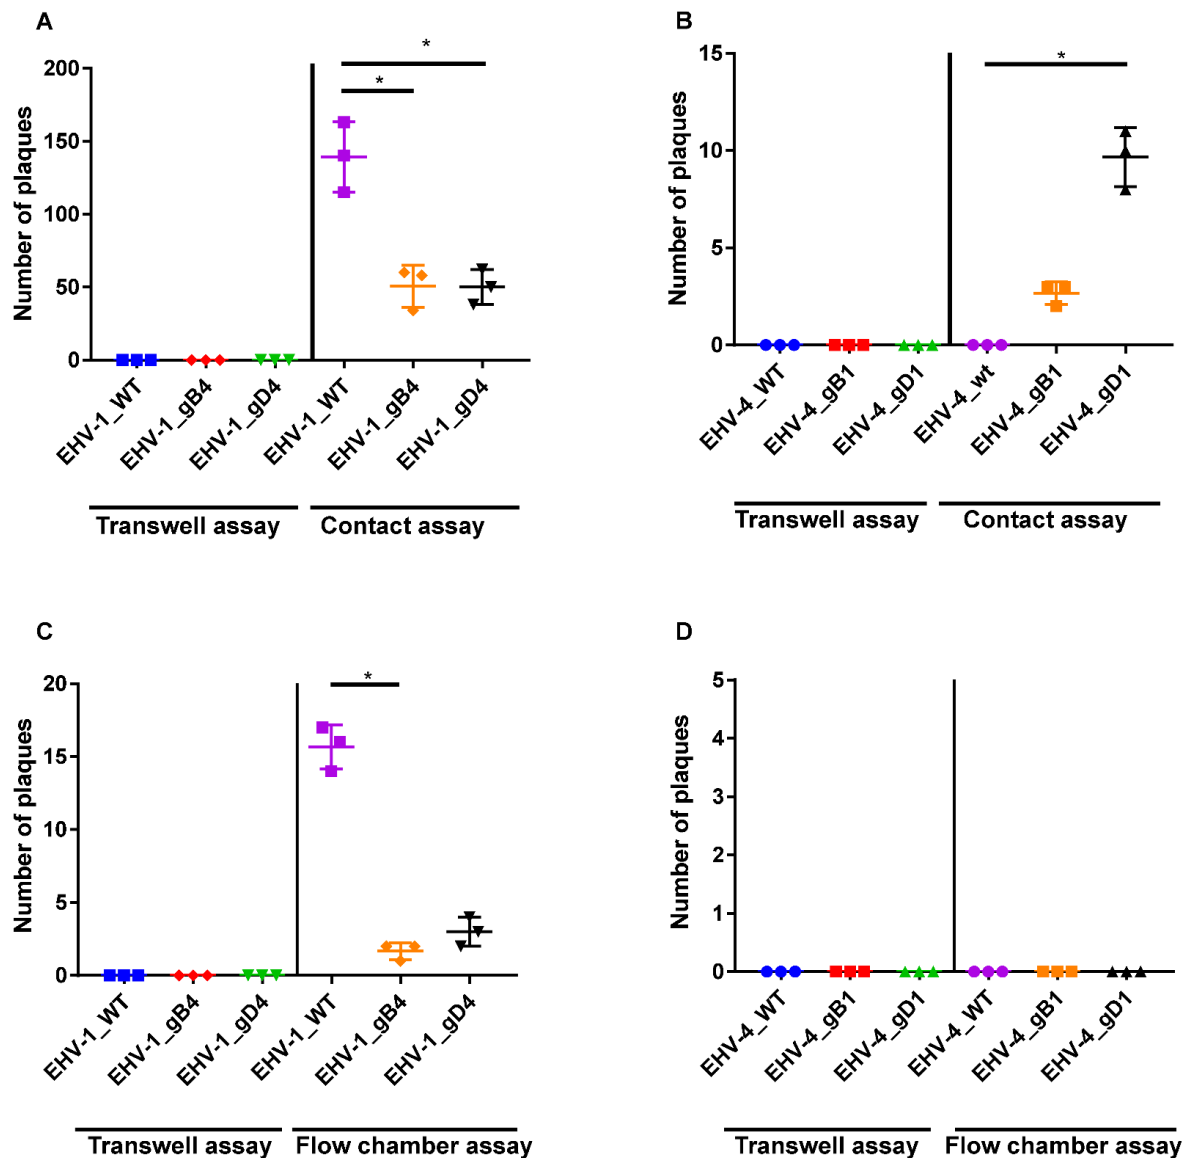 A
Number of plaques
200
150
100
50
0
*
*
EHV-1_WT
EHV-1_gB4
EHV-1_gD4
EHV-1_WT
EHV-1_gB4
EHV-1_gD4
Transwell assay
Contact assay
B
Number of plaques
15
10
5
0
*
EHV-4_WT
EHV-4_gB1
EHV-4_gD1
EHV-4_wt
EHV-4_gB1
EHV-4_gD1
Transwell assay
Contact assay
C
Number of plaques
20
15
10
5
0
*
EHV-1_WT
EHV-1_gB4
EHV-1_gD4
EHV-1_WT
EHV-1_gB4
EHV-1_gD4
Transwell assay
Flow chamber assay
D
Number of plaques
5
4
3
2
1
0
EHV-4_WT
EHV-4_gB1
EHV-4_gD1
EHV-4_WT
EHV-4_gB1
EHV-4_gD1
Transwell assay
Flow chamber assay